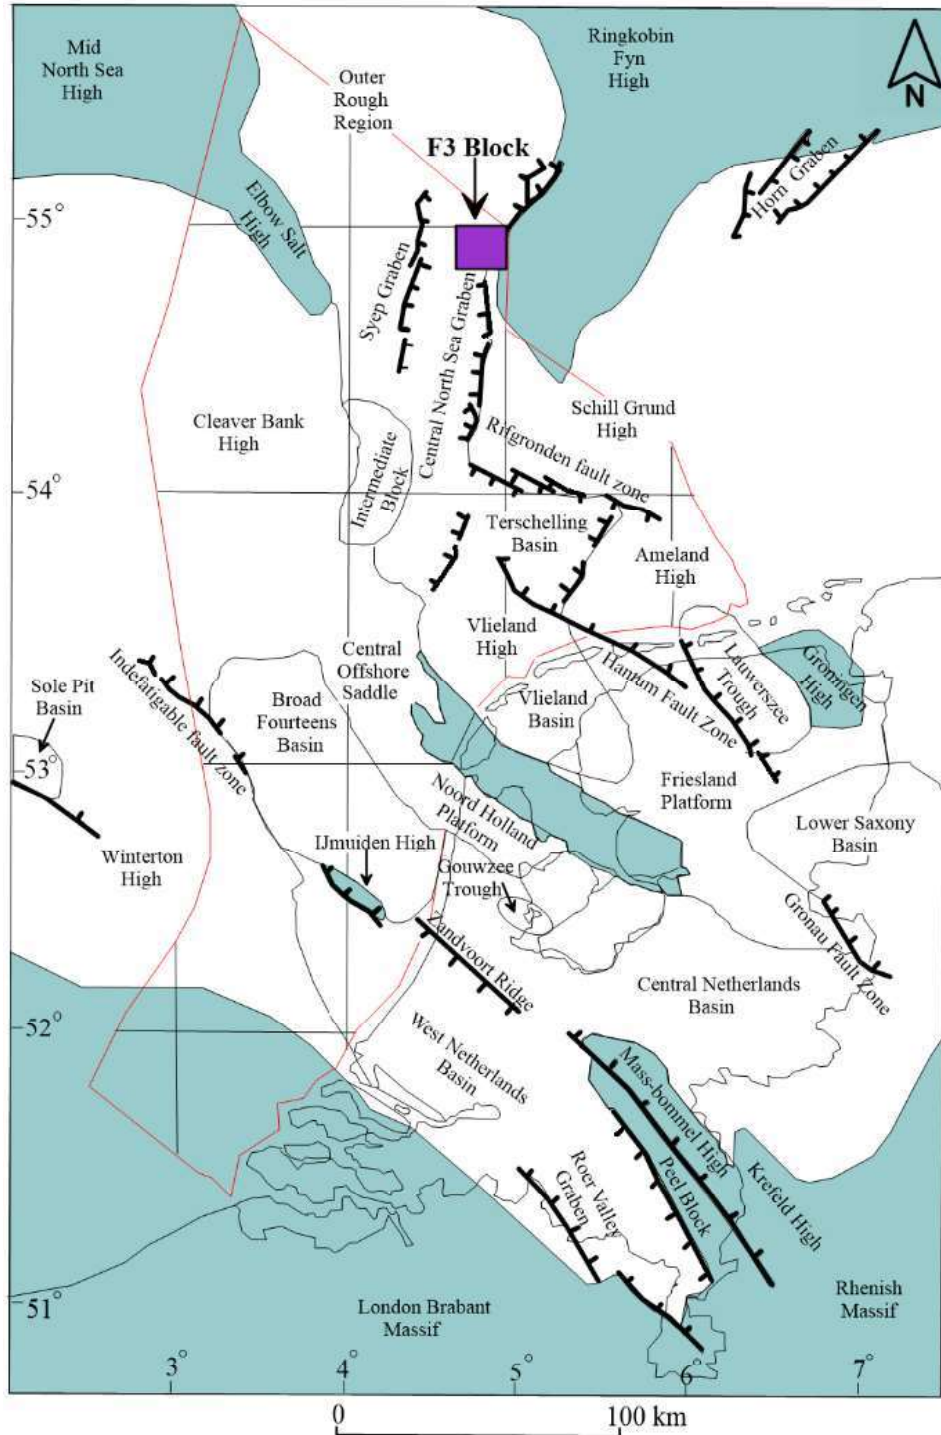 Mid
North Sea
High
Ringkobin
Fyn
High
N
Outer
Rough
Region
F3 Block
Horn Graben
Elbow Salt
High
55°
Syep Graben
Central North Sea Graben
Schill Grund
High
Cleaver Bank
High
Intermediate
Block
Rifgronden fault zone
54°
Terschelling
Basin
Ameland
High
Vlieland
High
Central
Offshore
Saddle
Hantum Fault Zone
Lauwerszee
Trough
Groningen
High
Sole Pit
Basin
Indefatigable fault zone
Broad
Fourteens
Basin
Vlieland
Basin
53°
Friesland
Platform
Noord Holland
Platform
Lower Saxony
Basin
Winterton
High
IJmuiden High
Gouwzee
Trough
Zandvoort Ridge
Gronau Fault Zone
Central Netherlands
Basin
52°
West Netherlands
Basin
Mass-bommel High
Krefeld High
Peel Block
Roer Valley
Graben
51°
London Brabant
Massif
Rhenish
Massif
3°
4°
5°
6°
7°
0
100 km